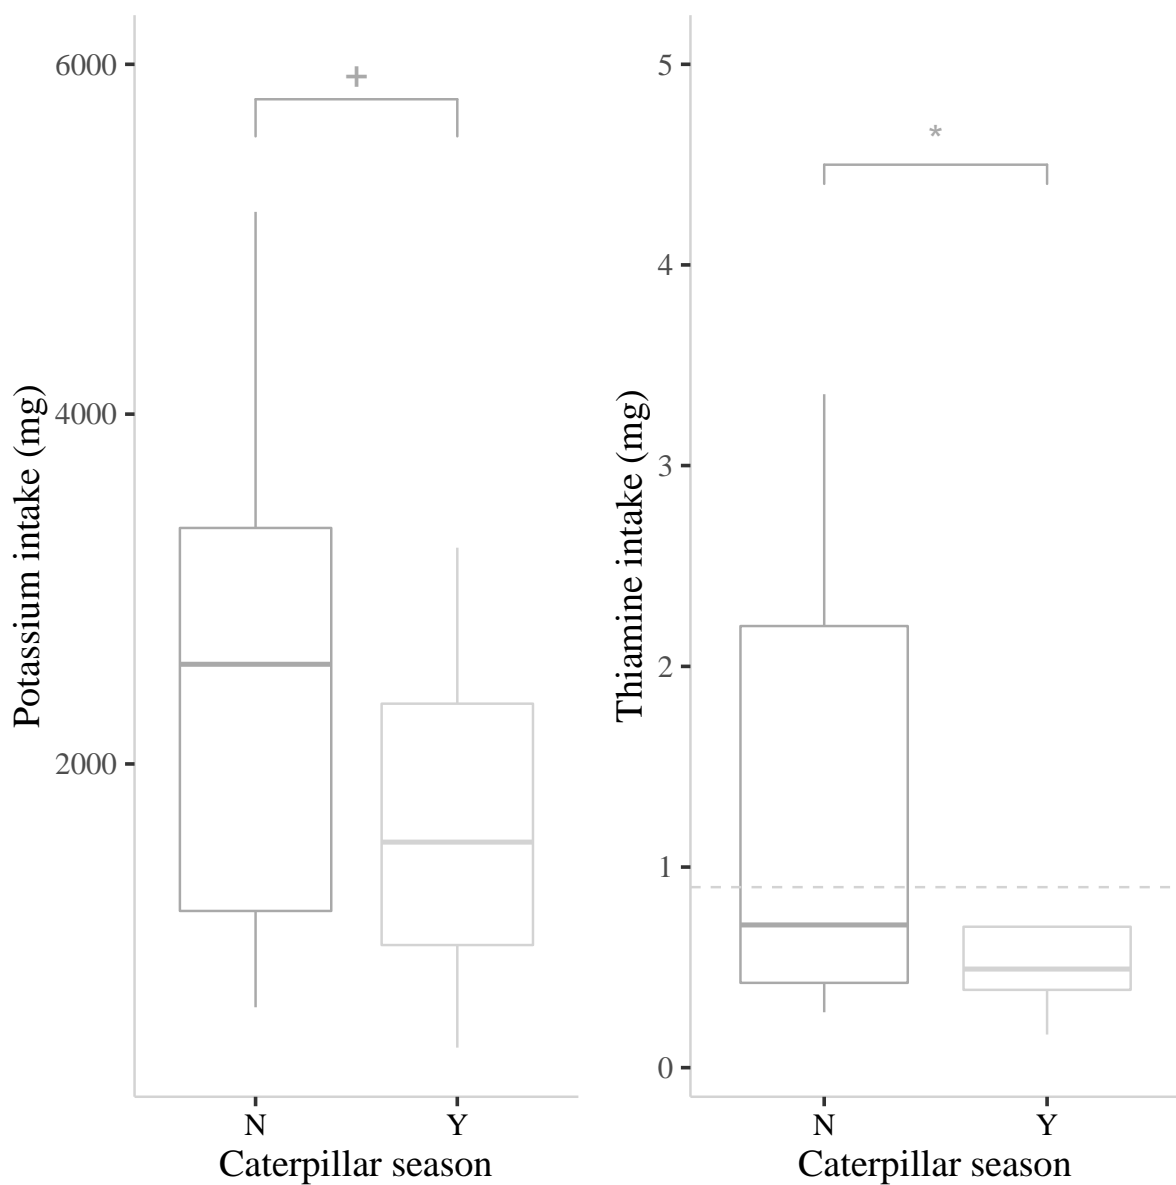 Potassium intake (mg)
6000
4000
2000
+
N Y
Caterpillar season
Thiamine intake (mg)
5
4
3
2
1
0
*
N Y
Caterpillar season